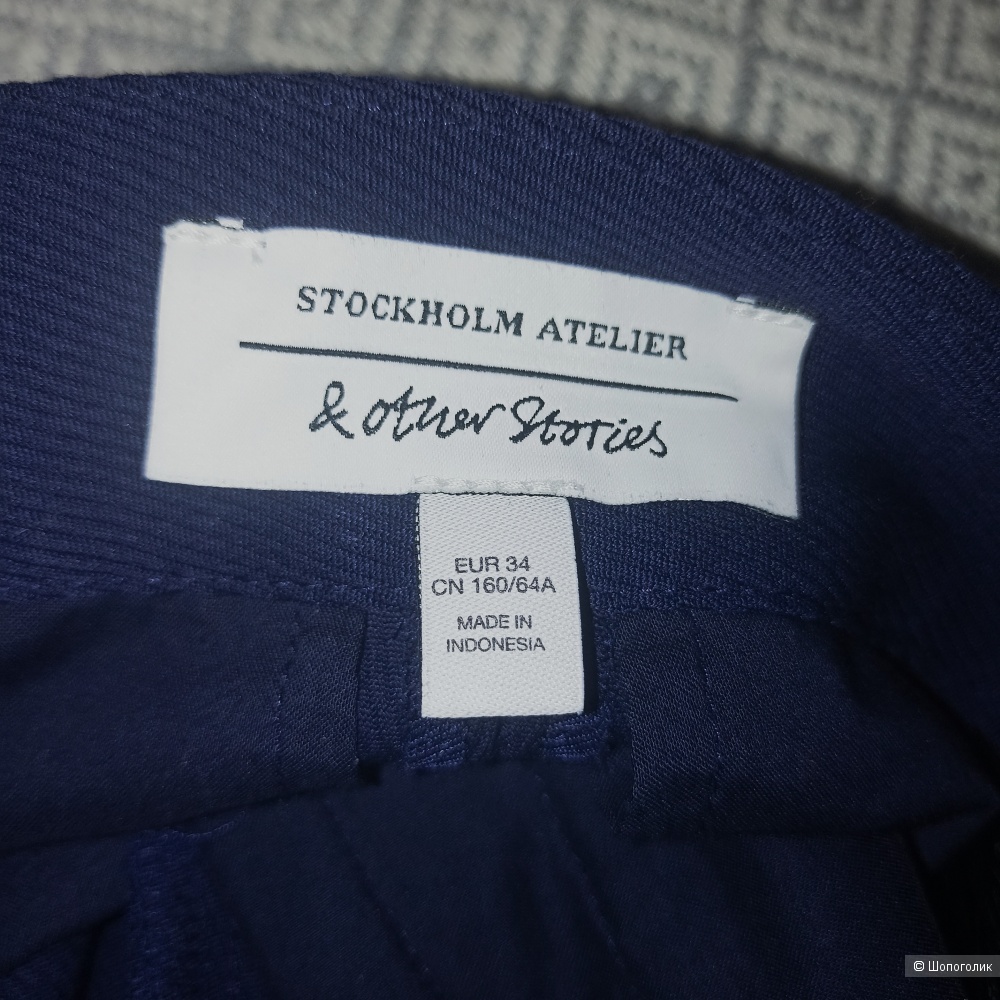 STOCKHOLM ATELIER
& other Stories
EUR 34
CN 160/64A
MADE IN
INDONESIA
© Шопоголик